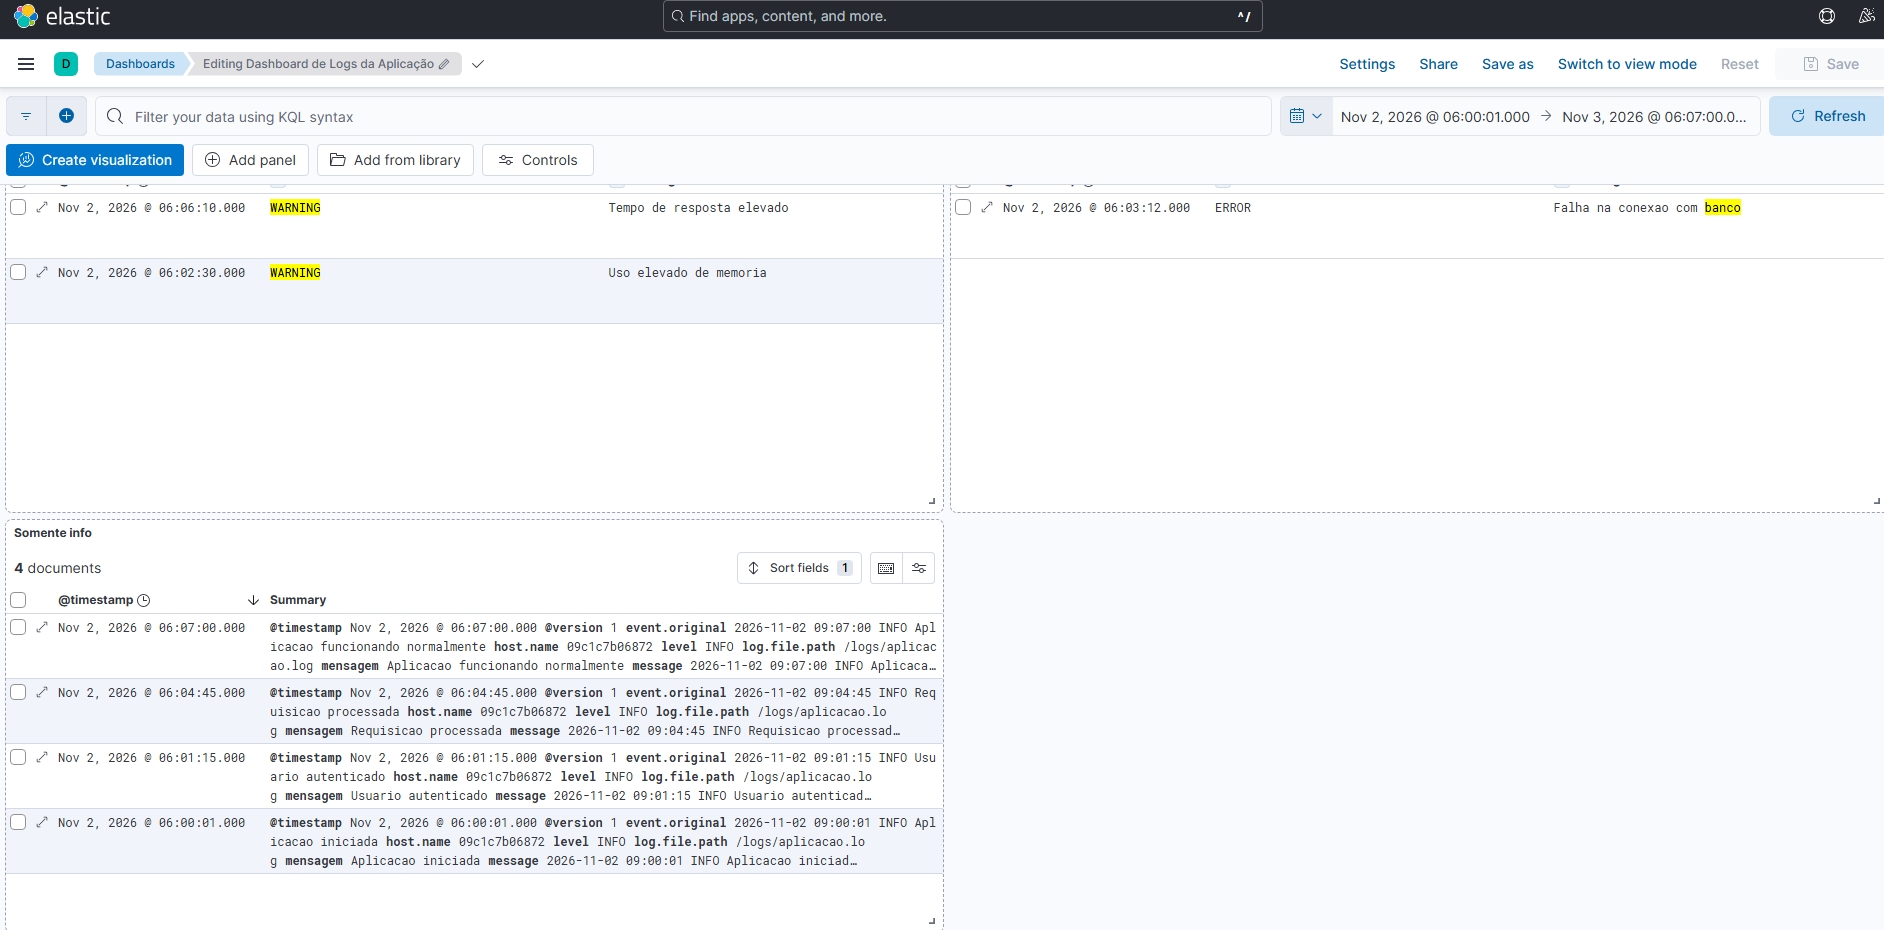 elastic
Find apps, content, and more.
^/
D
Dashboards
Editing Dashboard de Logs da Aplicação
Settings
Share
Save as
Switch to view mode
Reset
Save
Filter your data using KQL syntax
Nov 2, 2026 @ 06:00:01.000 → Nov 3, 2026 @ 06:07:00.0...
Refresh
Create visualization
Add panel
Add from library
Controls
Nov 2, 2026 @ 06:06:10.000 WARNING Tempo de resposta elevado
Nov 2, 2026 @ 06:02:30.000 WARNING Uso elevado de memoria
Nov 2, 2026 @ 06:03:12.000 ERROR Falha na conexao com banco
Somente info
4 documents
Sort fields 1
@timestamp Summary
Nov 2, 2026 @ 06:07:00.000 @timestamp Nov 2, 2026 @ 06:07:00.000 @version 1 event.original 2026-11-02 09:07:00 INFO Apl
icacao funcionando normalmente host.name 09c1c7b06872 level INFO log.file.path /logs/aplicac
ao.log mensagem Aplicacao funcionando normalmente message 2026-11-02 09:07:00 INFO Aplicaca…
Nov 2, 2026 @ 06:04:45.000 @timestamp Nov 2, 2026 @ 06:04:45.000 @version 1 event.original 2026-11-02 09:04:45 INFO Req
uisicao processada host.name 09c1c7b06872 level INFO log.file.path /logs/aplicacao.lo
g mensagem Requisicao processada message 2026-11-02 09:04:45 INFO Requisicao processad…
Nov 2, 2026 @ 06:01:15.000 @timestamp Nov 2, 2026 @ 06:01:15.000 @version 1 event.original 2026-11-02 09:01:15 INFO Usu
ario autenticado host.name 09c1c7b06872 level INFO log.file.path /logs/aplicacao.lo
g mensagem Usuario autenticado message 2026-11-02 09:01:15 INFO Usuario autenticad…
Nov 2, 2026 @ 06:00:01.000 @timestamp Nov 2, 2026 @ 06:00:01.000 @version 1 event.original 2026-11-02 09:00:01 INFO Apl
icacao iniciada host.name 09c1c7b06872 level INFO log.file.path /logs/aplicacao.lo
g mensagem Aplicacao iniciada message 2026-11-02 09:00:01 INFO Aplicacao iniciad…